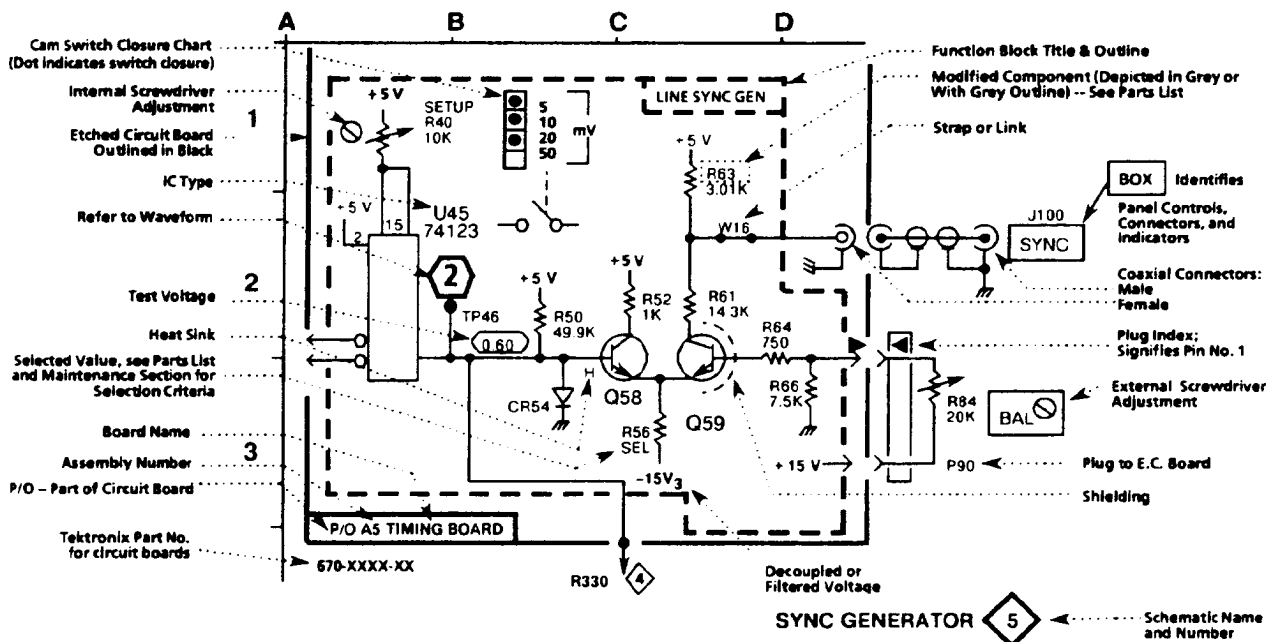 A B C D
Cam Switch Closure Chart
(Dot indicates switch closure)
Internal Screwdriver
Adjustment
Etched Circuit Board
Outlined in Black
IC Type
Refer to Waveform
Test Voltage
Heat Sink
Selected Value, see Parts List
and Maintenance Section for
Selection Criteria
Board Name
Assembly Number
P/O – Part of Circuit Board
Tektronix Part No.
for circuit boards
1
2
3
+5 V
SETUP
R40
10K
5
10
20
50
mV
LINE SYNC GEN
+5 V
R63
3.01K
+5 V
2
15
U45
74123
W16
2
TP46
0.60
+5 V
R50
49.9K
+5 V
R52
1K
R61
14.3K
R64
750
R66
7.5K
H
CR54
Q58
Q59
R56
SEL
-15V3
+15 V
P/O A5 TIMING BOARD
670-XXXX-XX
R330
4
Function Block Title & Outline
Modified Component (Depicted in Grey or
With Grey Outline) -- See Parts List
Strap or Link
BOX
Identifies
Panel Controls,
Connectors, and
Indicators
J100
SYNC
Coaxial Connectors:
Male
Female
Plug Index;
Signifies Pin No. 1
R84
20K
BAL
External Screwdriver
Adjustment
P90
Plug to E.C. Board
Shielding
Decoupled or
Filtered Voltage
SYNC GENERATOR
5
Schematic Name
and Number